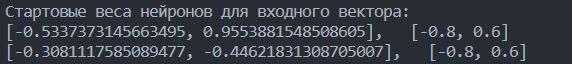 Стартовые веса нейронов для входного вектора:
[-0.5337373145663495, 0.9553881548508605],   [-0.8, 0.6]
[-0.3081117585089477, -0.44621831308705007],   [-0.8, 0.6]